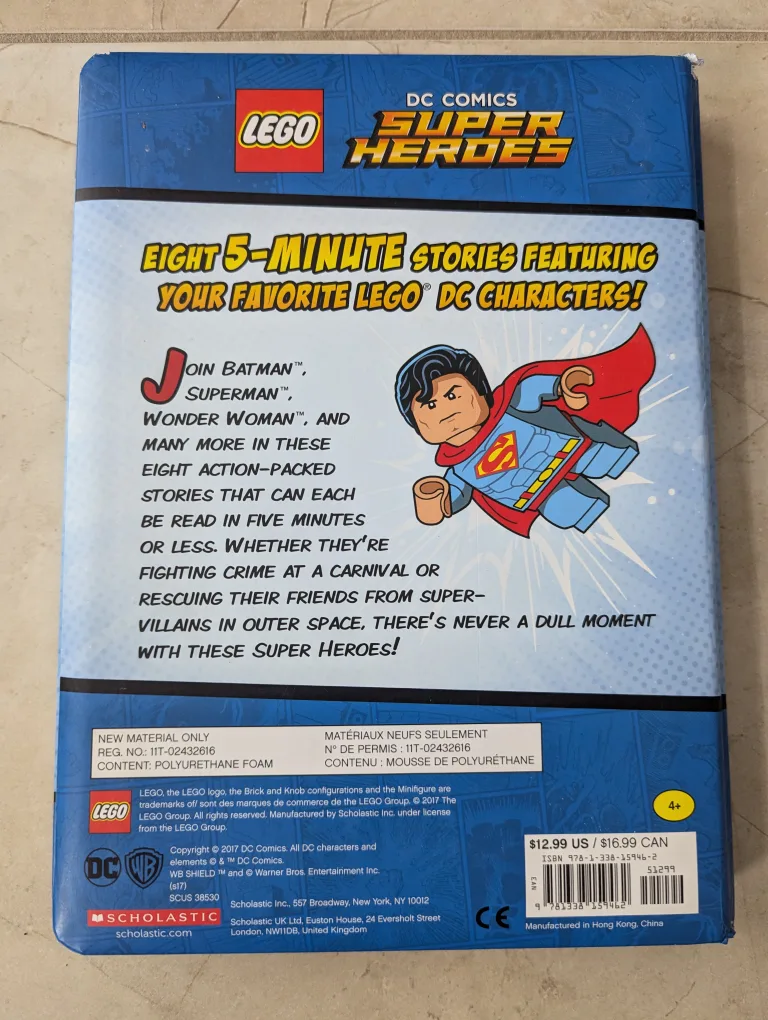 LEGO
DC COMICS
SUPER
HEROES
EIGHT 5-MINUTE STORIES FEATURING
YOUR FAVORITE LEGO® DC CHARACTERS!
JOIN BATMAN™,
SUPERMAN™,
WONDER WOMAN™, AND
MANY MORE IN THESE
EIGHT ACTION-PACKED
STORIES THAT CAN EACH
BE READ IN FIVE MINUTES
OR LESS. WHETHER THEY'RE
FIGHTING CRIME AT A CARNIVAL OR
RESCUING THEIR FRIENDS FROM SUPER-
VILLAINS IN OUTER SPACE, THERE'S NEVER A DULL MOMENT
WITH THESE SUPER HEROES!
S
NEW MATERIAL ONLY
REG. NO.: 11T-02432616
CONTENT: POLYURETHANE FOAM
MATÉRIAUX NEUFS SEULEMENT
N° DE PERMIS : 11T-02432616
CONTENU : MOUSSE DE POLYURÉTHANE
LEGO
LEGO, the LEGO logo, the Brick and Knob configurations and the Minifigure are
trademarks of/ sont des marques de commerce de the LEGO Group. © 2017 The
LEGO Group. All rights reserved. Manufactured by Scholastic Inc. under license
from the LEGO Group.
4+
DC
WB
Copyright © 2017 DC Comics. All DC characters and
elements © & ™ DC Comics.
WB SHIELD ™ and © Warner Bros. Entertainment Inc.
(s17)
SCUS 38530
SCHOLASTIC
scholastic.com
Scholastic Inc., 557 Broadway, New York, NY 10012
Scholastic UK Ltd, Euston House, 24 Eversholt Street
London, NW11DB, United Kingdom
CE
$12.99 US / $16.99 CAN
ISBN 978-1-338-15946-2
51299
EAN
9 781338 159462
Manufactured in Hong Kong, China